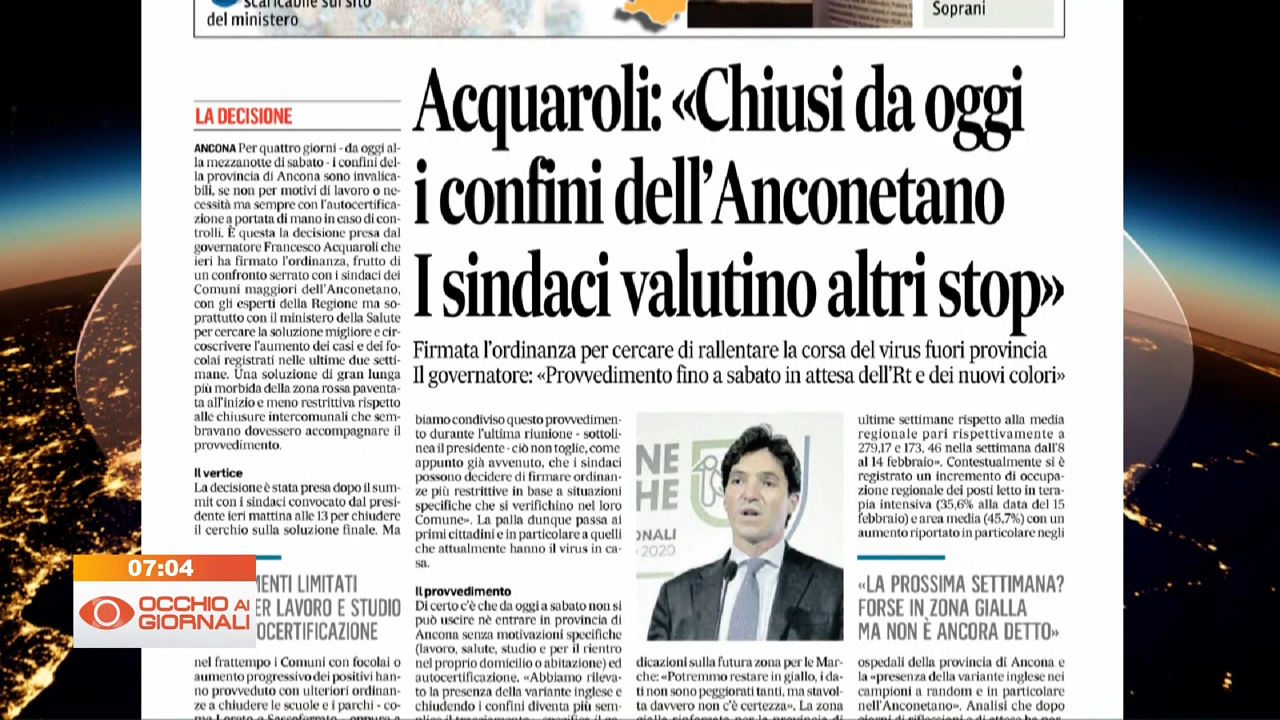 scaricabile sul sito
del ministero
Soprani
Acquaroli: «Chiusi da oggi
i confini dell'Anconetano
I sindaci valutino altri stop»
Firmata l'ordinanza per cercare di rallentare la corsa del virus fuori provincia
Il governatore: «Provvedimento fino a sabato in attesa dell'Rt e dei nuovi colori»
LA DECISIONE
ANCONA Per quattro giorni - da oggi al-
la mezzanotte di sabato - i confini del-
la provincia di Ancona sono invalica-
bili, se non per motivi di lavoro o ne-
cessità ma sempre con l'autocertifica-
zione a portata di mano in caso di con-
trolli. È questa la decisione presa dal
governatore Francesco Acquaroli che
ieri ha firmato l'ordinanza, frutto di
un confronto serrato con i sindaci dei
Comuni maggiori dell'Anconetano,
con gli esperti della Regione ma so-
prattutto con il ministero della Salute
per cercare la soluzione migliore e cir-
coscrivere l'aumento dei casi e dei fo-
colai registrati nelle ultime due setti-
mane. Una soluzione di gran lunga
più morbida della zona rossa paventa-
ta all'inizio e meno restrittiva rispetto
alle chiusure intercomunali che sem-
bravano dovessero accompagnare il
provvedimento.
Il vertice
La decisione è stata presa dopo il sum-
mit con i sindaci convocato dal presi-
dente ieri mattina alle 13 per chiudere
il cerchio sulla soluzione finale. Ma
MENTI LIMITATI
ER LAVORO E STUDIO
OCERTIFICAZIONE
nel frattempo i Comuni con focolai o
aumento progressivo dei positivi han-
no provveduto con ulteriori ordinan-
ze a chiudere le scuole e i parchi - co-
biamo condiviso questo provvedimen-
to durante l'ultima riunione - sottoli-
nea il presidente - ciò non toglie, come
appunto già avvenuto, che i sindaci
possono decidere di firmare ordinan-
ze più restrittive in base a situazioni
specifiche che si verifichino nel loro
Comune». La palla dunque passa ai
primi cittadini e in particolare a quelli
che attualmente hanno il virus in ca-
sa.
Il provvedimento
Di certo c'è che da oggi a sabato non si
può uscire nè entrare in provincia di
Ancona senza motivazioni specifiche
(lavoro, salute, studio e per il rientro
nel proprio domicilio o abitazione) ed
autocertificazione. «Abbiamo rileva-
to la presenza della variante inglese e
chiudendo i confini diventa più sem-
NE
HE
ONALI
2020
dicazioni sulla futura zona per le Mar-
che: «Potremmo restare in giallo, i da-
ti non sono peggiorati tanti, ma stavol-
ta davvero non c'è certezza». La zona
ultime settimane rispetto alla media
regionale pari rispettivamente a
279,17 e 173, 46 nella settimana dall'8
al 14 febbraio». Contestualmente si è
registrato un incremento di occupa-
zione regionale dei posti letto in tera-
pia intensiva (35,6% alla data del 15
febbraio) e area media (45,7%) con un
aumento riportato in particolare negli
«LA PROSSIMA SETTIMANA?
FORSE IN ZONA GIALLA
MA NON È ANCORA DETTO»
ospedali della provincia di Ancona e
la «presenza della variante inglese nei
campioni a random e in particolare
nell'Anconetano». Analisi che dopo
07:04
OCCHIO AI
GIORNALI